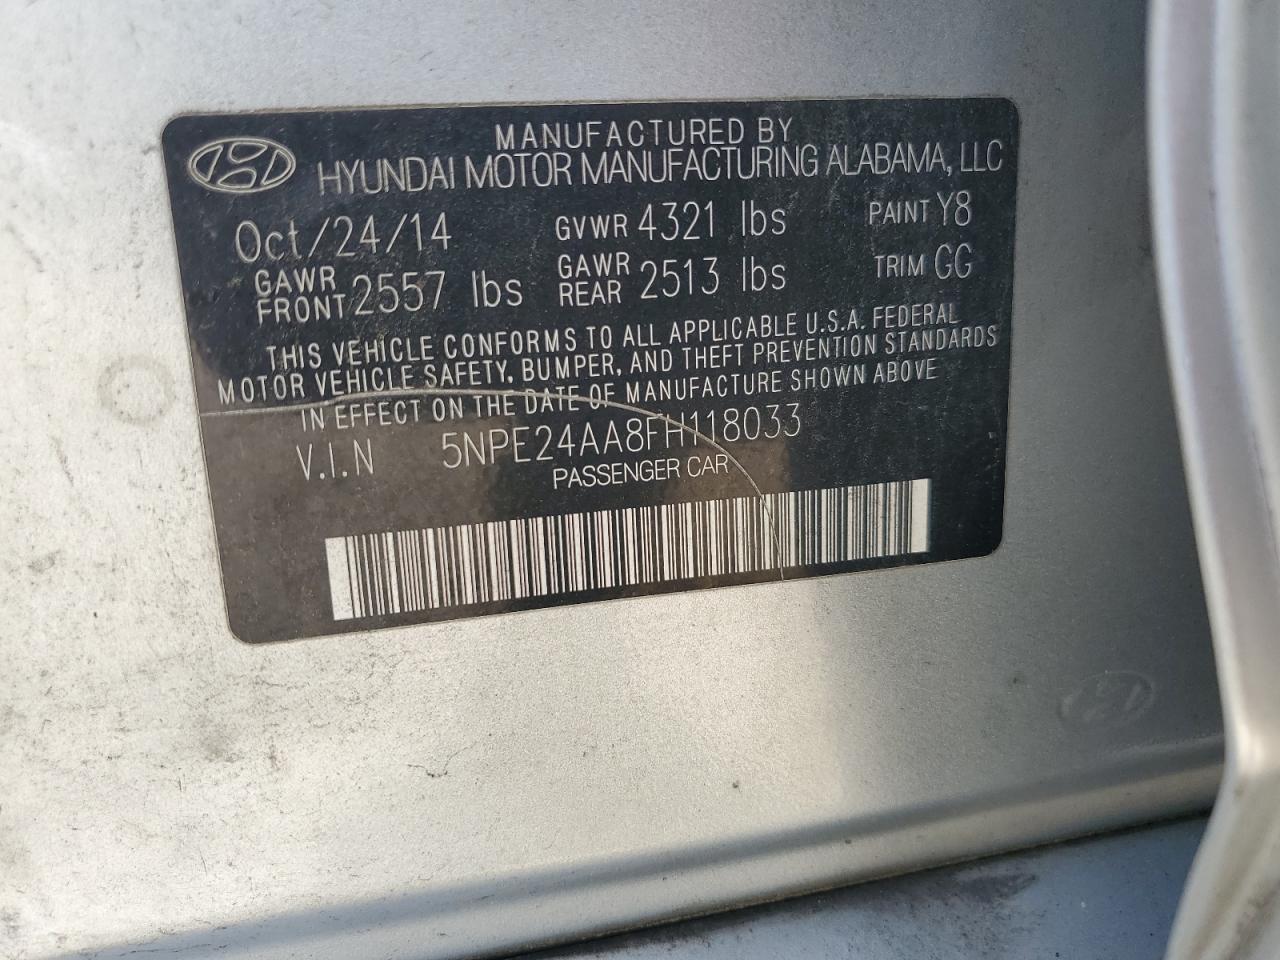 MANUFACTURED BY
HYUNDAI MOTOR MANUFACTURING ALABAMA, LLC
Oct/24/14 GVWR 4321 lbs PAINT Y8
GAWR FRONT 2557 lbs GAWR REAR 2513 lbs TRIM GG
THIS VEHICLE CONFORMS TO ALL APPLICABLE U.S.A. FEDERAL
MOTOR VEHICLE SAFETY, BUMPER, AND THEFT PREVENTION STANDARDS
IN EFFECT ON THE DATE OF MANUFACTURE SHOWN ABOVE
V.I.N 5NPE24AA8FH118033
PASSENGER CAR